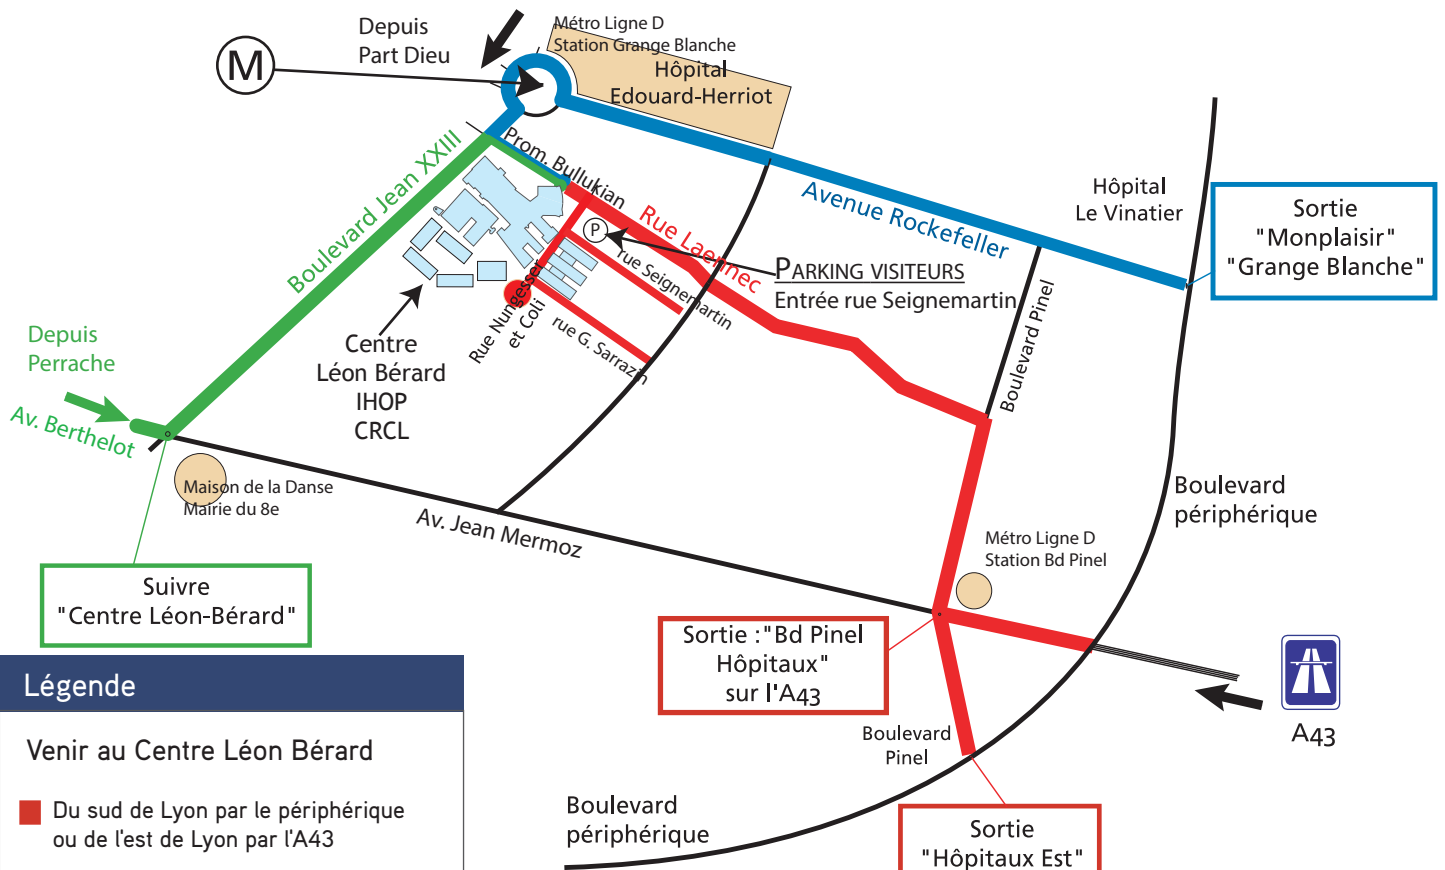 Depuis
Part Dieu
M
Métro Ligne D
Station Grange Blanche
Hôpital
Edouard-Herriot
Boulevard Jean XXIII
Prom. Bullukian
Rue Laennec
Avenue Rockefeller
Hôpital
Le Vinatier
Sortie
"Monplaisir"
"Grange Blanche"
P
PARKING VISITEURS
Entrée rue Seignemartin
rue Seignemartin
Rue Nungesser
et Coli
rue G. Sarrazin
Boulevard Pinel
Centre
Léon Bérard
IHOP
CRCL
Depuis
Perrache
Av. Berthelot
Maison de la Danse
Mairie du 8e
Av. Jean Mermoz
Boulevard
périphérique
Métro Ligne D
Station Bd Pinel
Suivre
"Centre Léon-Bérard"
Sortie :"Bd Pinel
Hôpitaux"
sur l'A43
A43
Boulevard
Pinel
Boulevard
périphérique
Sortie
"Hôpitaux Est"
Légende
Venir au Centre Léon Bérard
Du sud de Lyon par le périphérique
ou de l'est de Lyon par l'A43